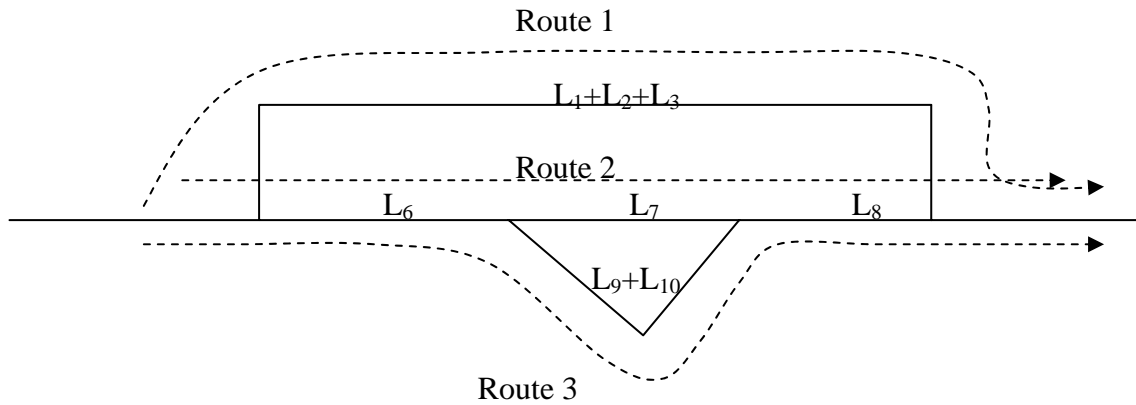 Route 1
L₁+L₂+L₃
Route 2
L₆ L₇ L₈
L₉+L₁₀
Route 3